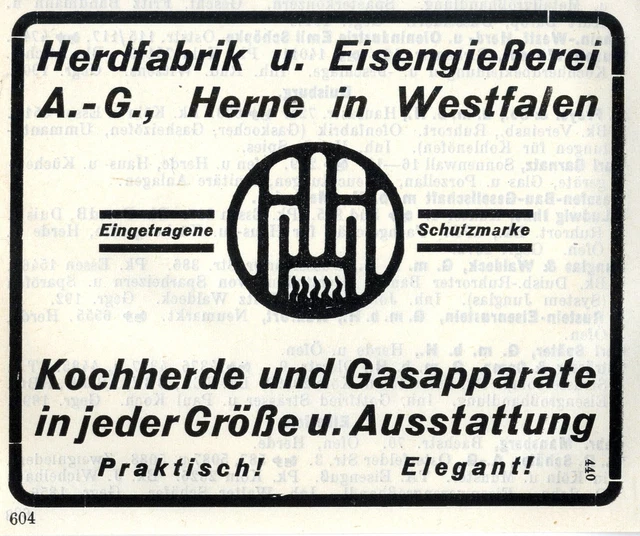 Herdfabrik u. Eisengießerei
A.-G., Herne in Westfalen
Eingetragene Schutzmarke
Kochherde und Gasapparate
in jeder Größe u. Ausstattung
Praktisch! Elegant!
440
604